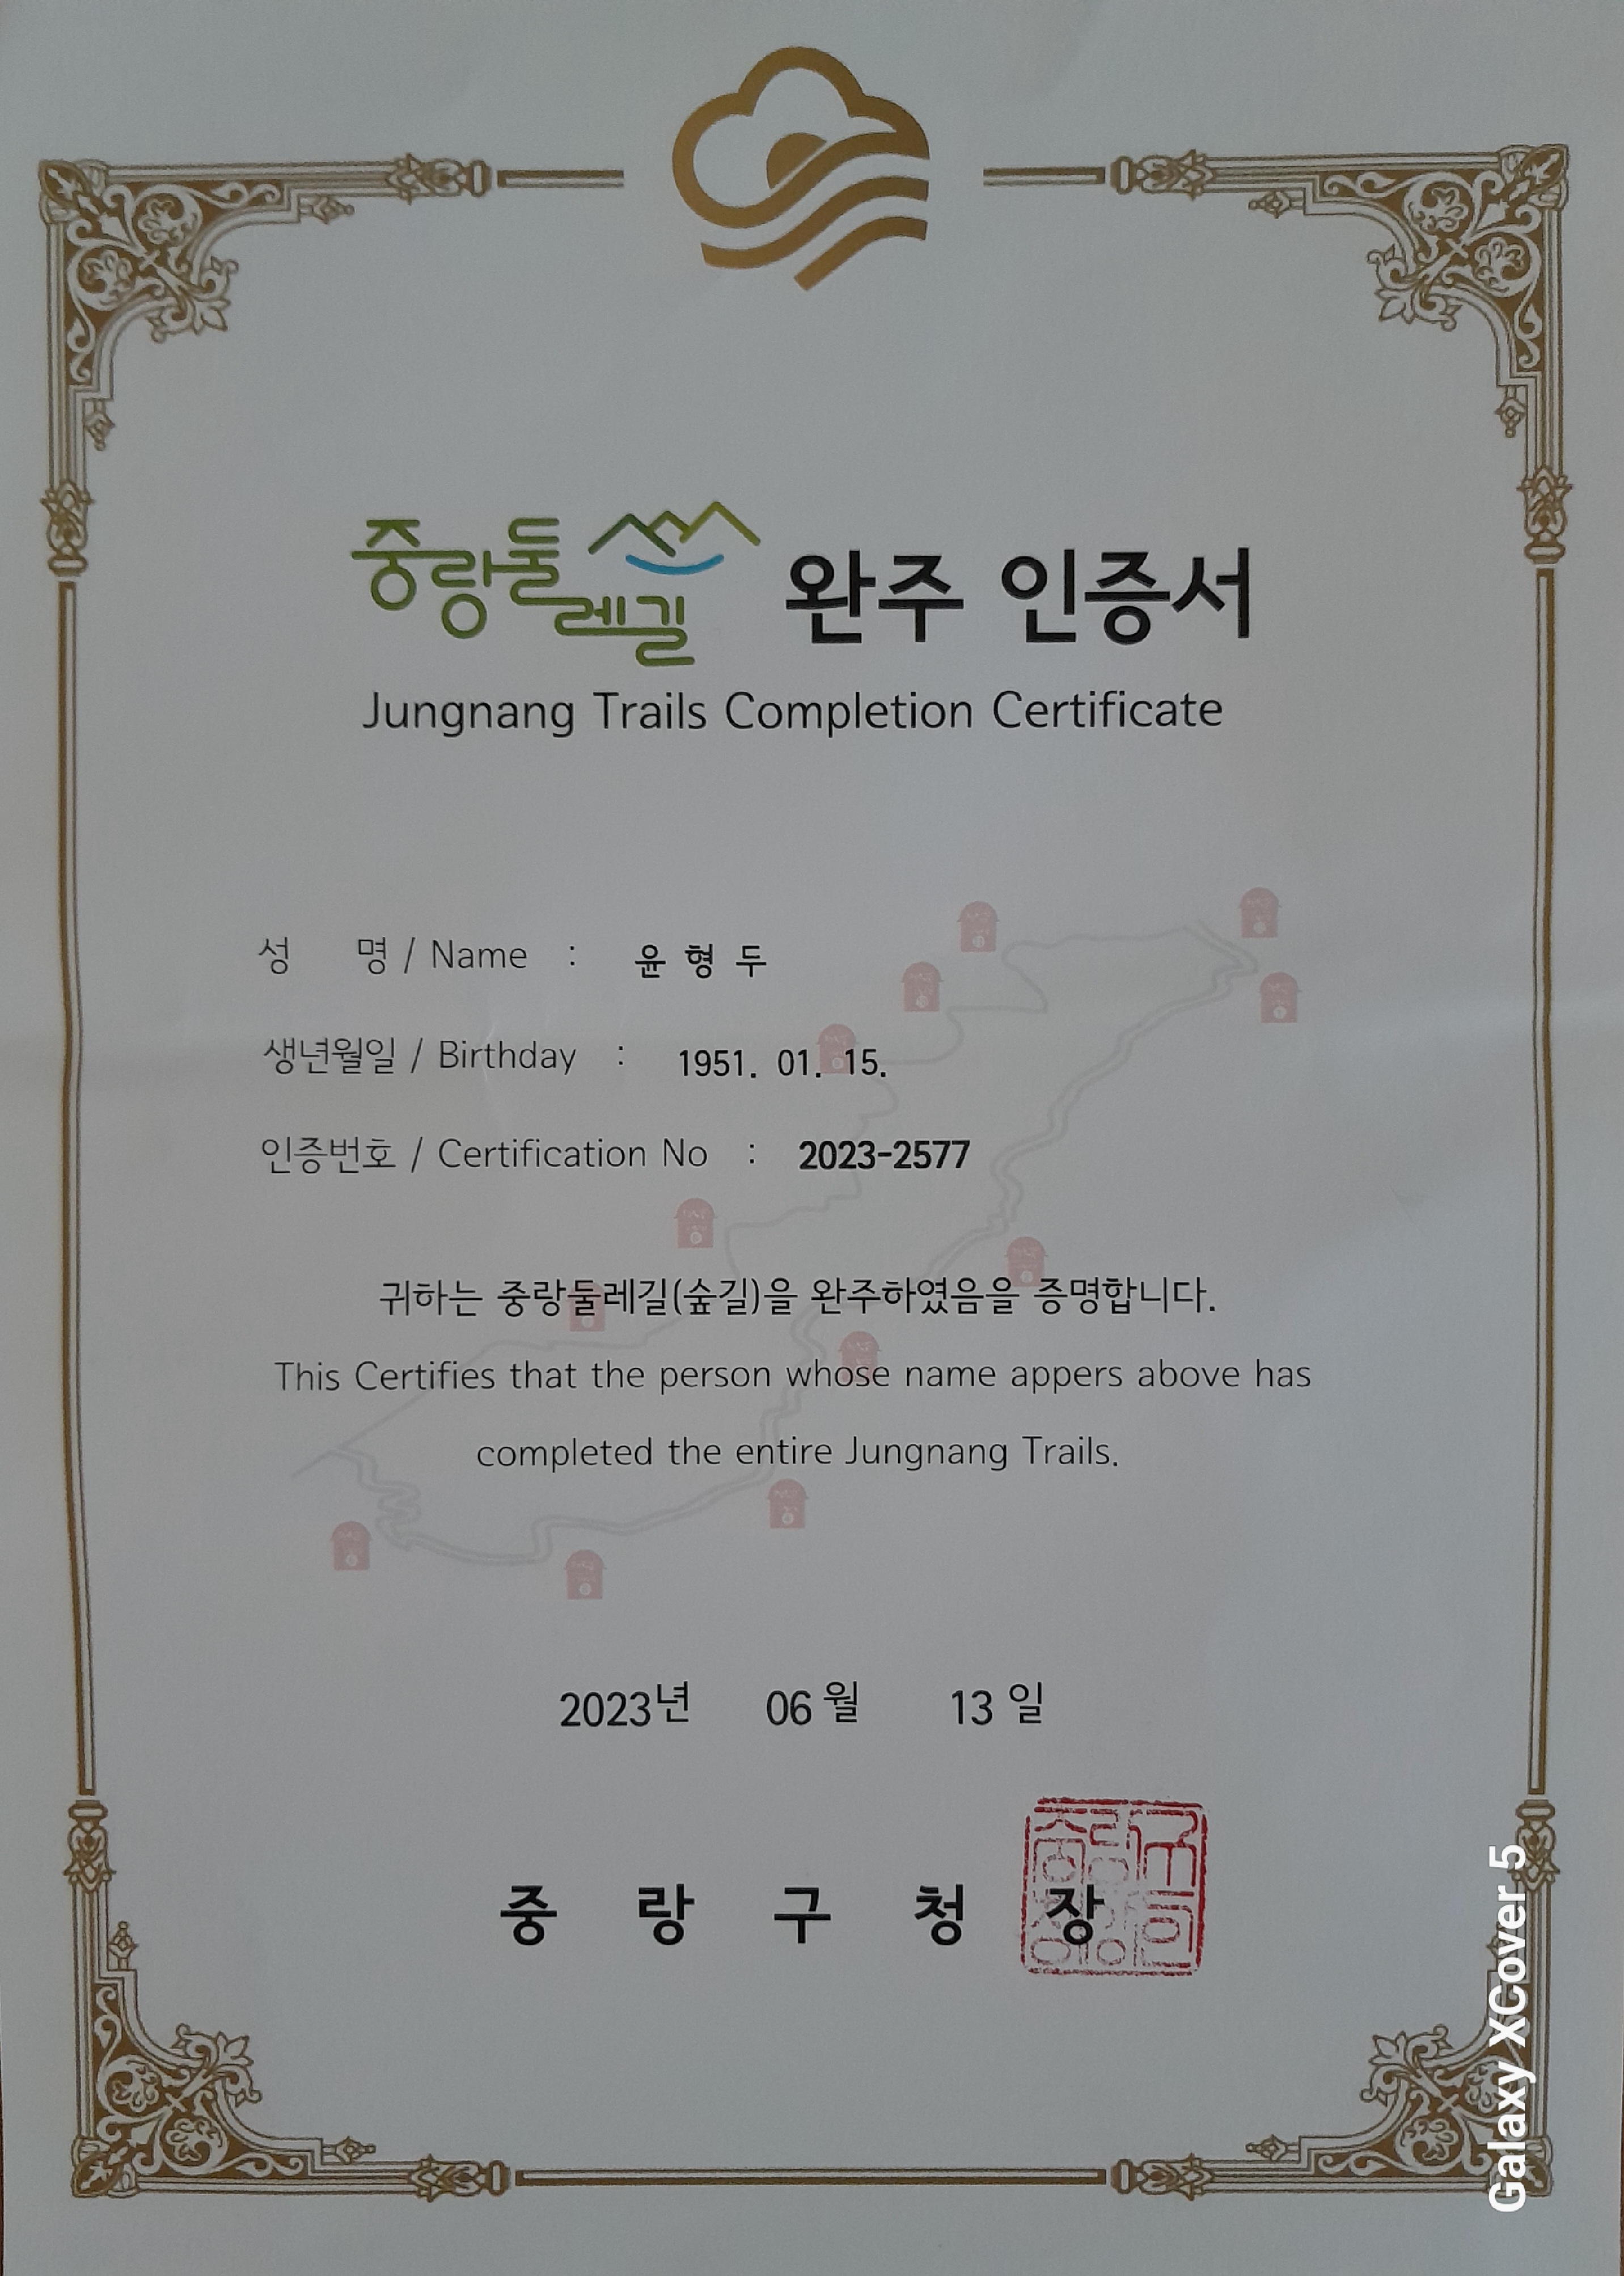 중랑둘레길 완주 인증서
Jungnang Trails Completion Certificate
성 명 / Name : 윤 형 두
생년월일 / Birthday : 1951. 01. 15.
인증번호 / Certification No : 2023-2577
귀하는 중랑둘레길(숲길)을 완주하였음을 증명합니다.
This Certifies that the person whose name appers above has
completed the entire Jungnang Trails.
2023년 06월 13일
중 랑 구 청 장
Galaxy XCover 5